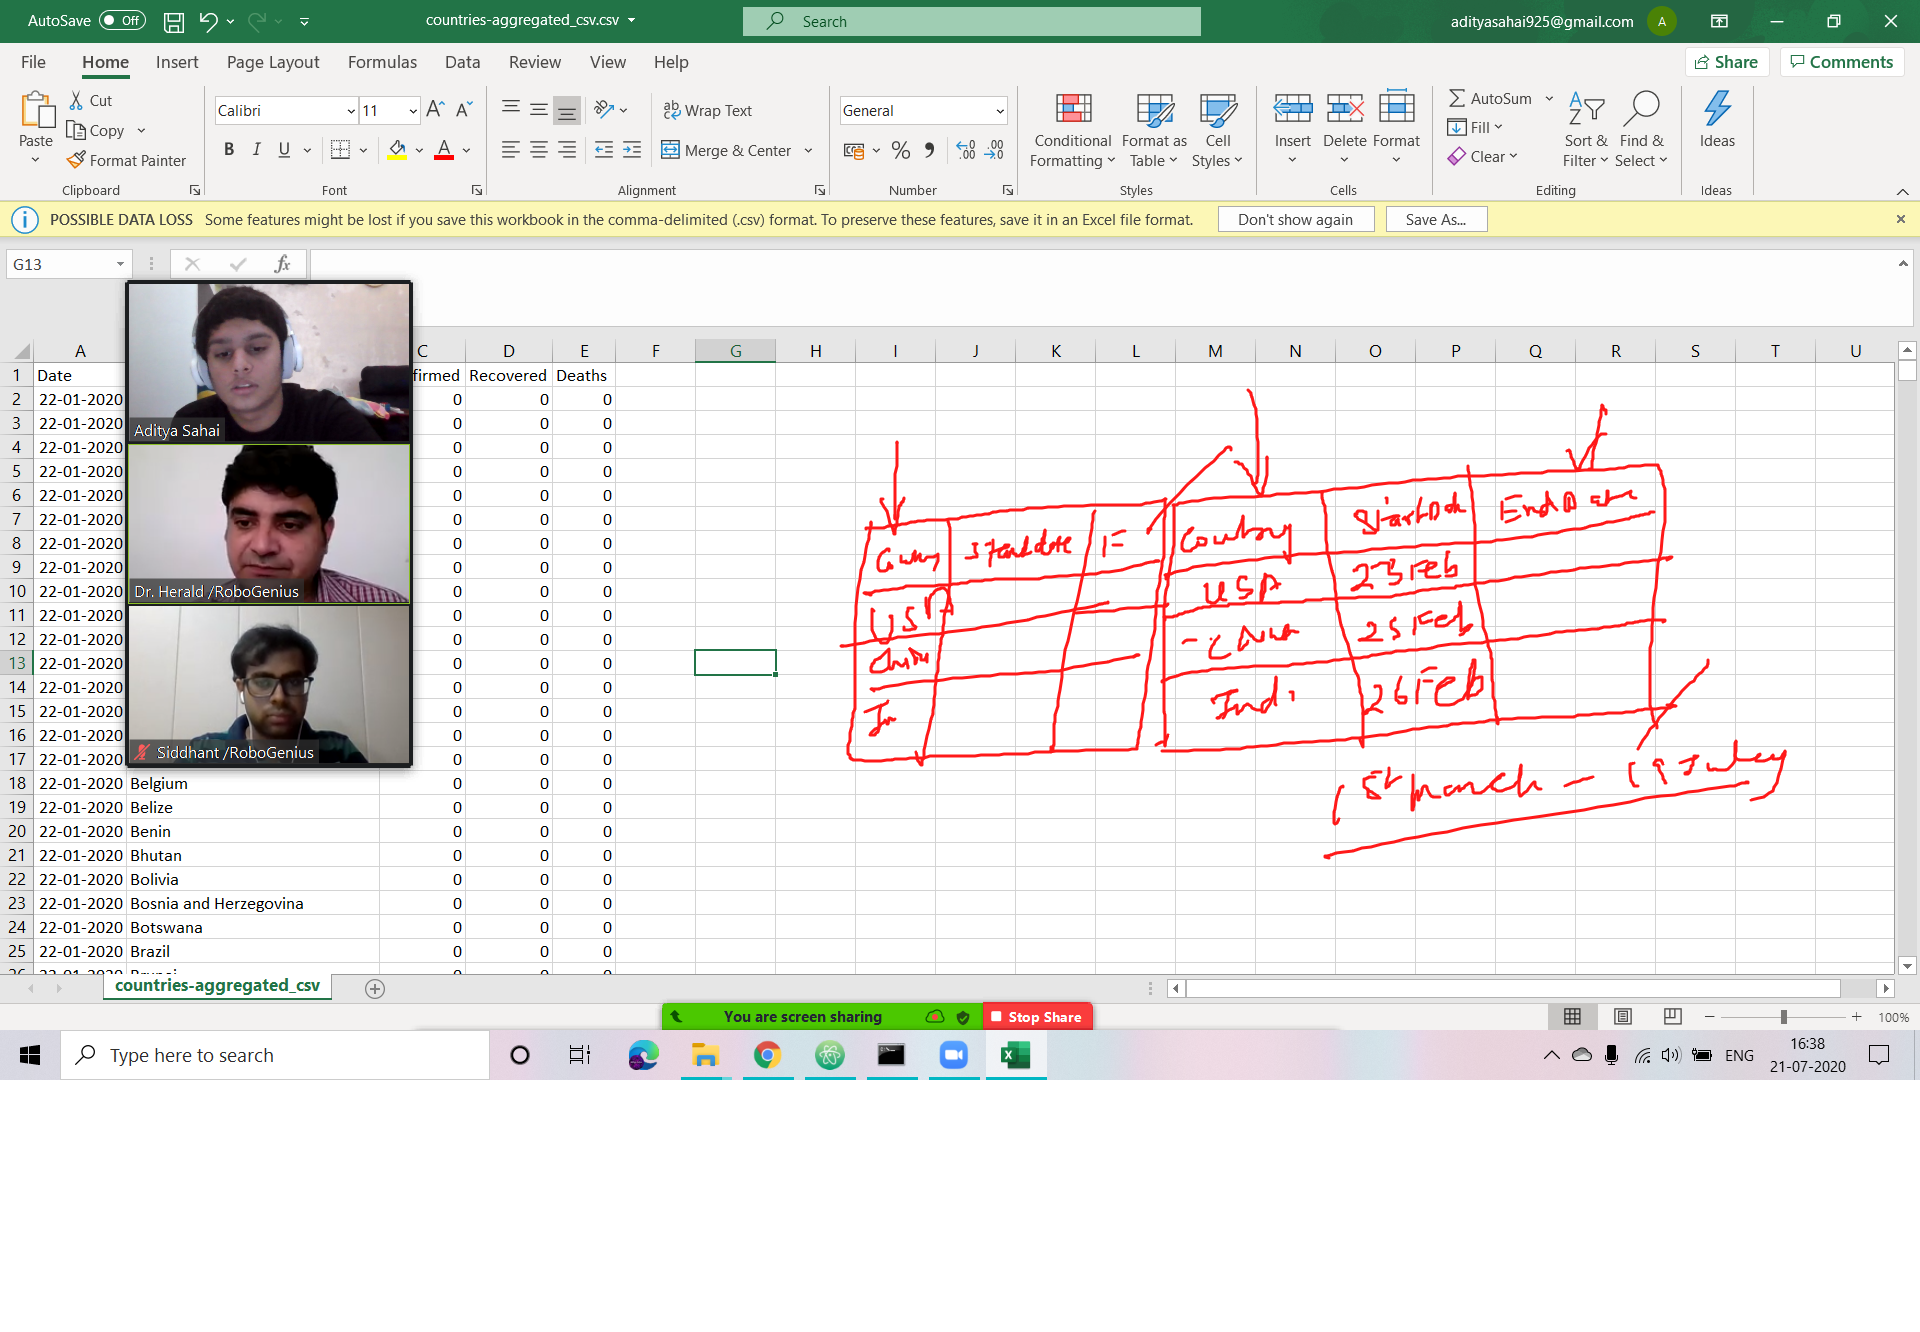 AutoSave Off countries-aggregated_csv.csv Search adityasahai925@gmail.com A
File Home Insert Page Layout Formulas Data Review View Help Share Comments
Paste Cut Copy Format Painter Clipboard
Calibri 11 B I U A Font
ab Wrap Text Merge & Center Alignment
General % Number
Conditional Formatting Format as Table Cell Styles Styles
Insert Delete Format Cells
AutoSum Fill Clear Sort & Filter Find & Select Editing
Ideas Ideas
POSSIBLE DATA LOSS Some features might be lost if you save this workbook in the comma-delimited (.csv) format. To preserve these features, save it in an Excel file format. Don't show again Save As...
G13 fx
A C D E F G H I J K L M N O P Q R S T U
1 Date firmed Recovered Deaths
2 22-01-2020 0 0 0
3 22-01-2020 0 0 0
4 22-01-2020 0 0 0
5 22-01-2020 0 0 0
6 22-01-2020 0 0 0
7 22-01-2020 0 0 0
8 22-01-2020 0 0 0
9 22-01-2020 0 0 0
10 22-01-2020 0 0 0
11 22-01-2020 0 0 0
12 22-01-2020 0 0 0
13 22-01-2020 0 0 0
14 22-01-2020 0 0 0
15 22-01-2020 0 0 0
16 22-01-2020 0 0 0
17 22-01-2020 0 0 0
18 22-01-2020 Belgium 0 0 0
19 22-01-2020 Belize 0 0 0
20 22-01-2020 Benin 0 0 0
21 22-01-2020 Bhutan 0 0 0
22 22-01-2020 Bolivia 0 0 0
23 22-01-2020 Bosnia and Herzegovina 0 0 0
24 22-01-2020 Botswana 0 0 0
25 22-01-2020 Brazil 0 0 0
Aditya Sahai
Dr. Herald /RoboGenius
Siddhant /RoboGenius
USA
In
Country End Date
USA 23 Feb
25 Feb
Indi 26 Feb
March - 19 July
countries-aggregated_csv
You are screen sharing Stop Share
100%
Type here to search
ENG 16:38
21-07-2020